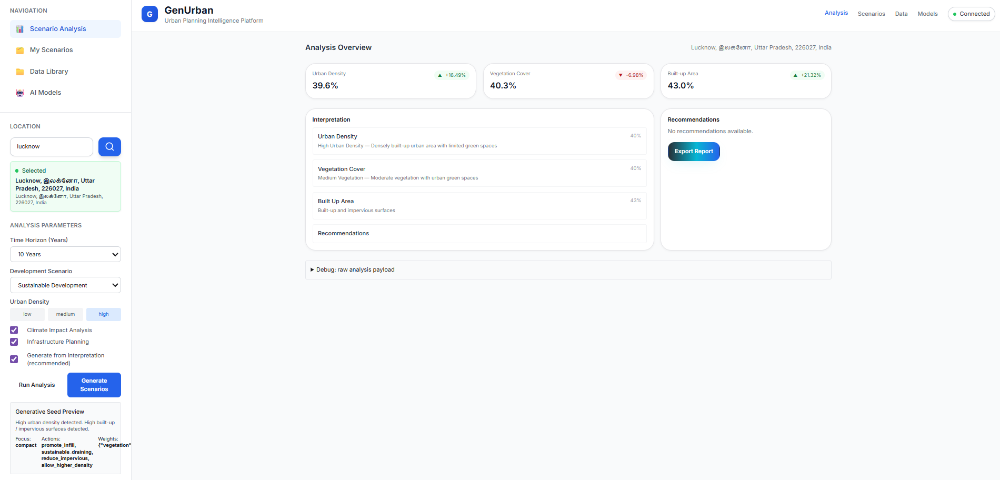 NAVIGATION
Scenario Analysis
My Scenarios
Data Library
AI Models
LOCATION
lucknow
Selected
Lucknow, இலக்னோ, Uttar
Pradesh, 226027, India
Lucknow, இலக்னோ, Uttar Pradesh,
226027, India
ANALYSIS PARAMETERS
Time Horizon (Years)
10 Years
Development Scenario
Sustainable Development
Urban Density
low medium high
Climate Impact Analysis
Infrastructure Planning
Generate from interpretation
(recommended)
Run Analysis
Generate
Scenarios
Generative Seed Preview
High urban density detected. High built-up
/ impervious surfaces detected.
Focus:
compact
Actions:
promote_infill,
sustainable_draining,
reduce_impervious,
allow_higher_density
Weights:
{"vegetation"
G
GenUrban
Urban Planning Intelligence Platform
Analysis Scenarios Data Models Connected
Analysis Overview
Lucknow, இலக்னோ, Uttar Pradesh, 226027, India
Urban Density
▲ +16.49%
39.6%
Vegetation Cover
▼ -6.98%
40.3%
Built-up Area
▲ +21.32%
43.0%
Interpretation
Urban Density 40%
High Urban Density — Densely built-up urban area with limited green spaces
Vegetation Cover 40%
Medium Vegetation — Moderate vegetation with urban green spaces
Built Up Area 43%
Built-up and impervious surfaces
Recommendations
Recommendations
No recommendations available.
Export Report
▶ Debug: raw analysis payload